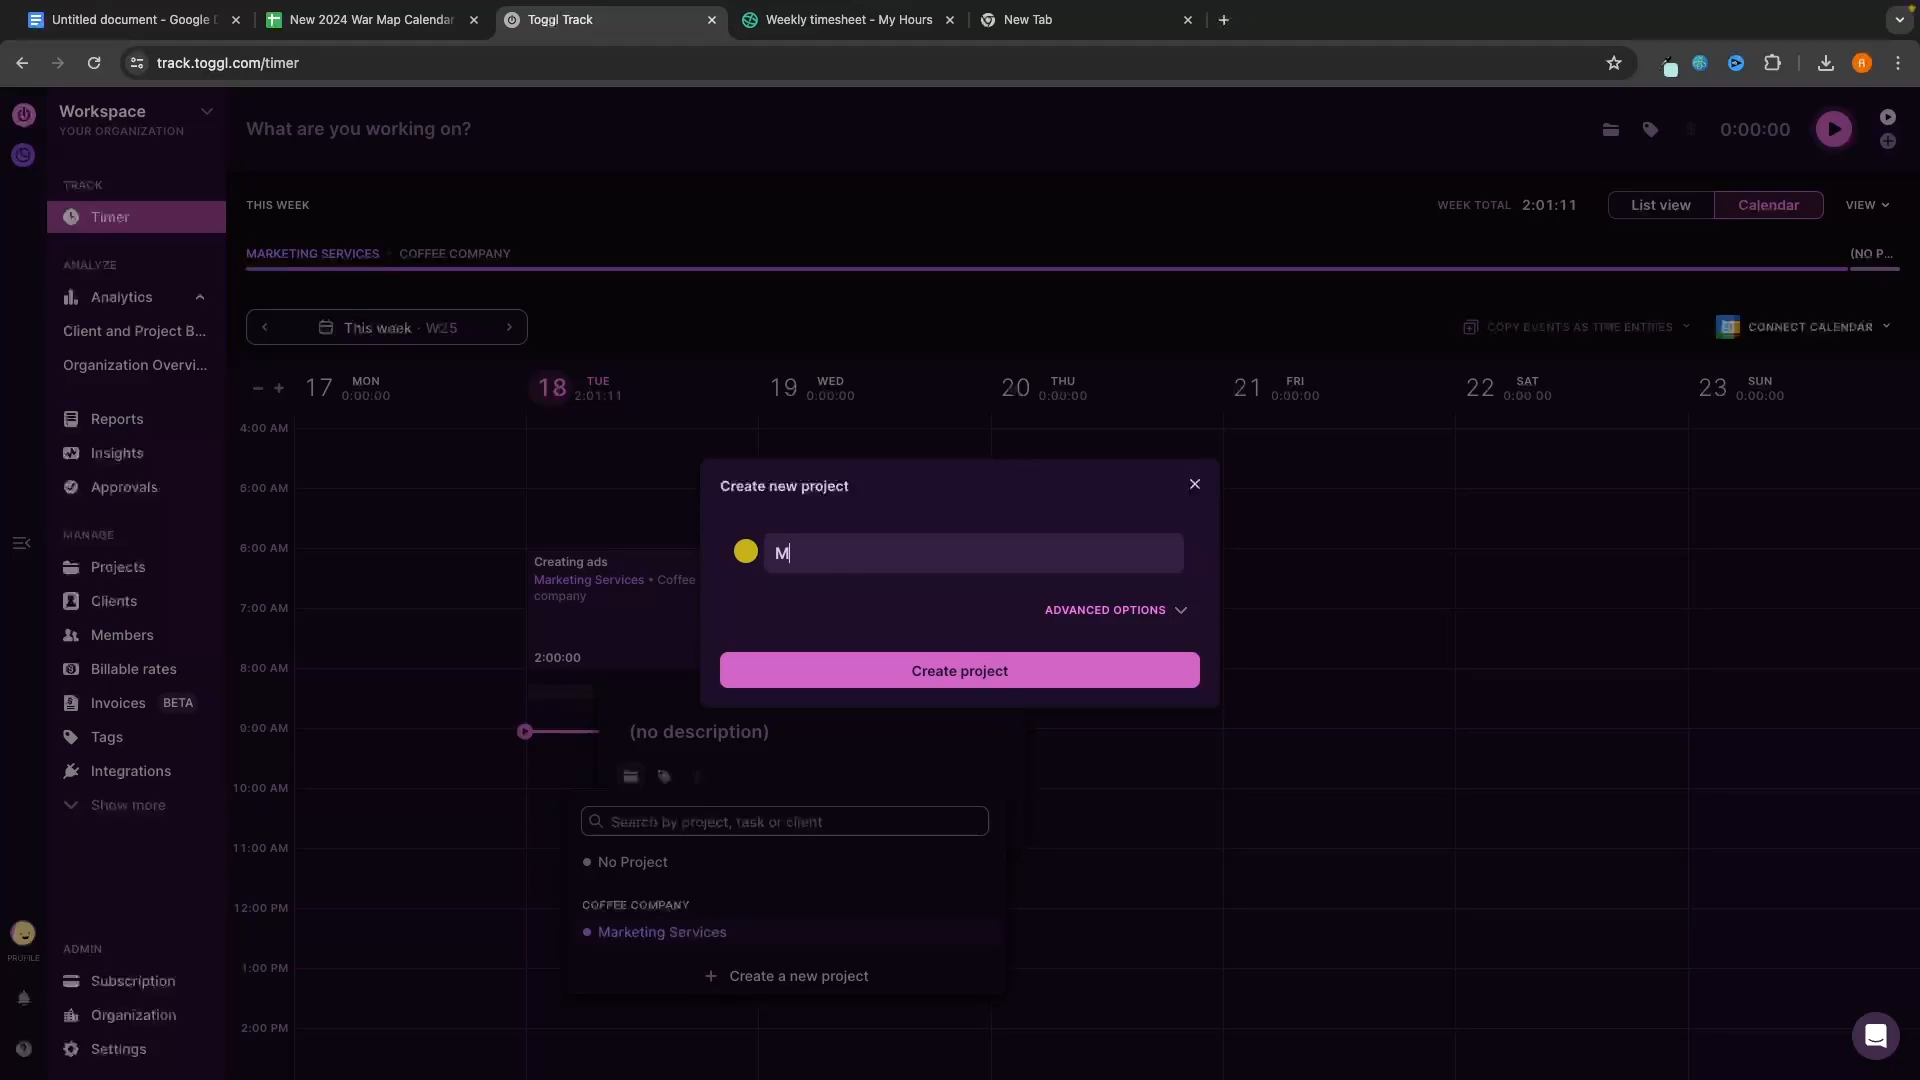 Untitled document - Google D
New 2024 War Map Calendar
Toggl Track
Weekly timesheet - My Hours
New Tab
track.toggl.com/timer
Workspace
YOUR ORGANIZATION
What are you working on?
0:00:00
TRACK
Timer
THIS WEEK
WEEK TOTAL 2:01:11
List view
Calendar
VIEW
MARKETING SERVICES • COFFEE COMPANY
(NO P...
ANALYZE
Analytics
Client and Project B...
Organization Overvi...
This week · W25
COPY EVENTS AS TIME ENTRIES
CONNECT CALENDAR
17 MON 0:00:00
18 TUE 2:01:11
19 WED 0:00:00
20 THU 0:00:00
21 FRI 0:00:00
22 SAT 0:00:00
23 SUN 0:00:00
Reports
Insights
Approvals
MANAGE
Projects
Clients
Members
Billable rates
Invoices BETA
Tags
Integrations
Show more
PROFILE
ADMIN
Subscription
Organization
Settings
4:00 AM
6:00 AM
6:00 AM
7:00 AM
8:00 AM
9:00 AM
10:00 AM
11:00 AM
12:00 PM
1:00 PM
2:00 PM
Creating ads
Marketing Services • Coffee
company
2:00:00
Create new project
M
ADVANCED OPTIONS
Create project
(no description)
Search by project, task or client
No Project
COFFEE COMPANY
Marketing Services
Create a new project